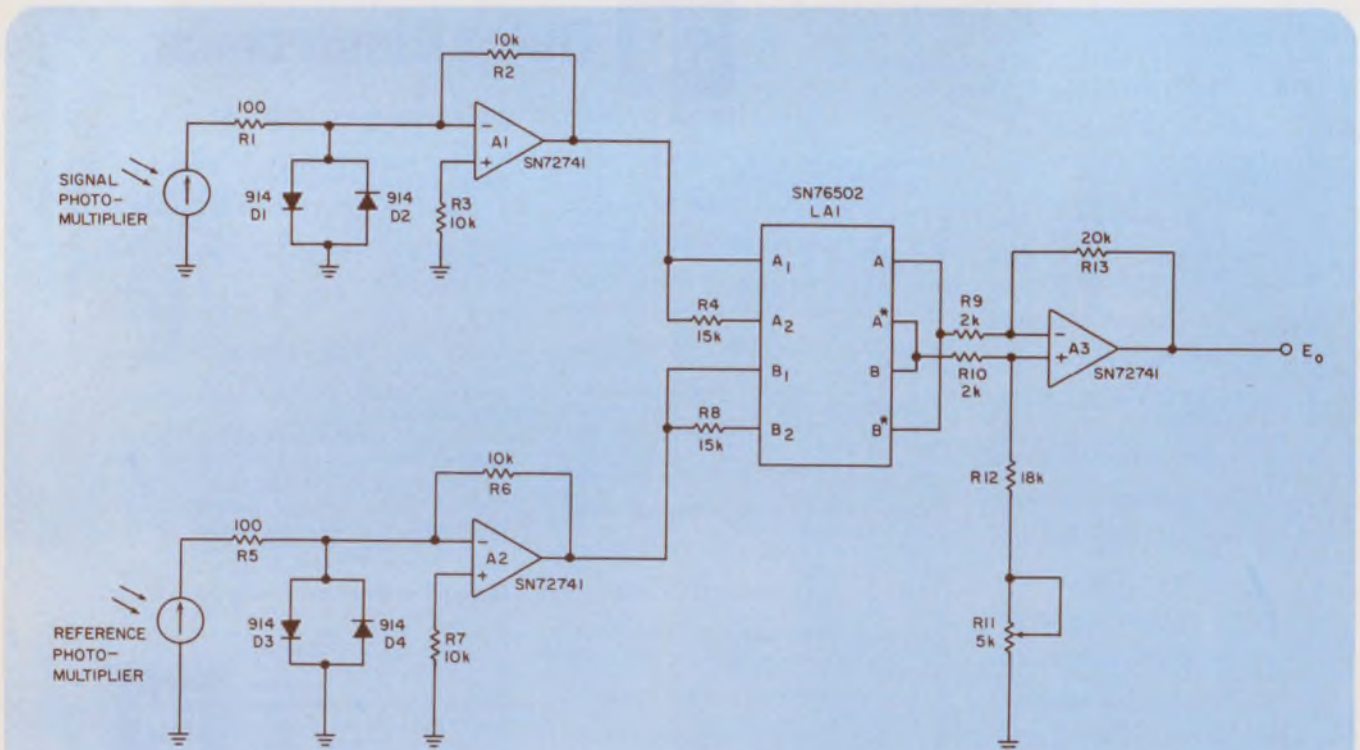 10k
R2
100
R1
A1
SN72741
SIGNAL
PHOTO-
MULTIPLIER
914
D1
914
D2
R3
10k
SN76502
LA1
A1
A2
B1
B2
A
A*
B
B*
R4
15k
R8
15k
20k
R13
R9
2k
R10
2k
A3
SN72741
Eo
R12 18k
R11
5k
10k
R6
100
R5
A2
SN72741
REFERENCE
PHOTO-
MULTIPLIER
914
D3
914
D4
R7
10k